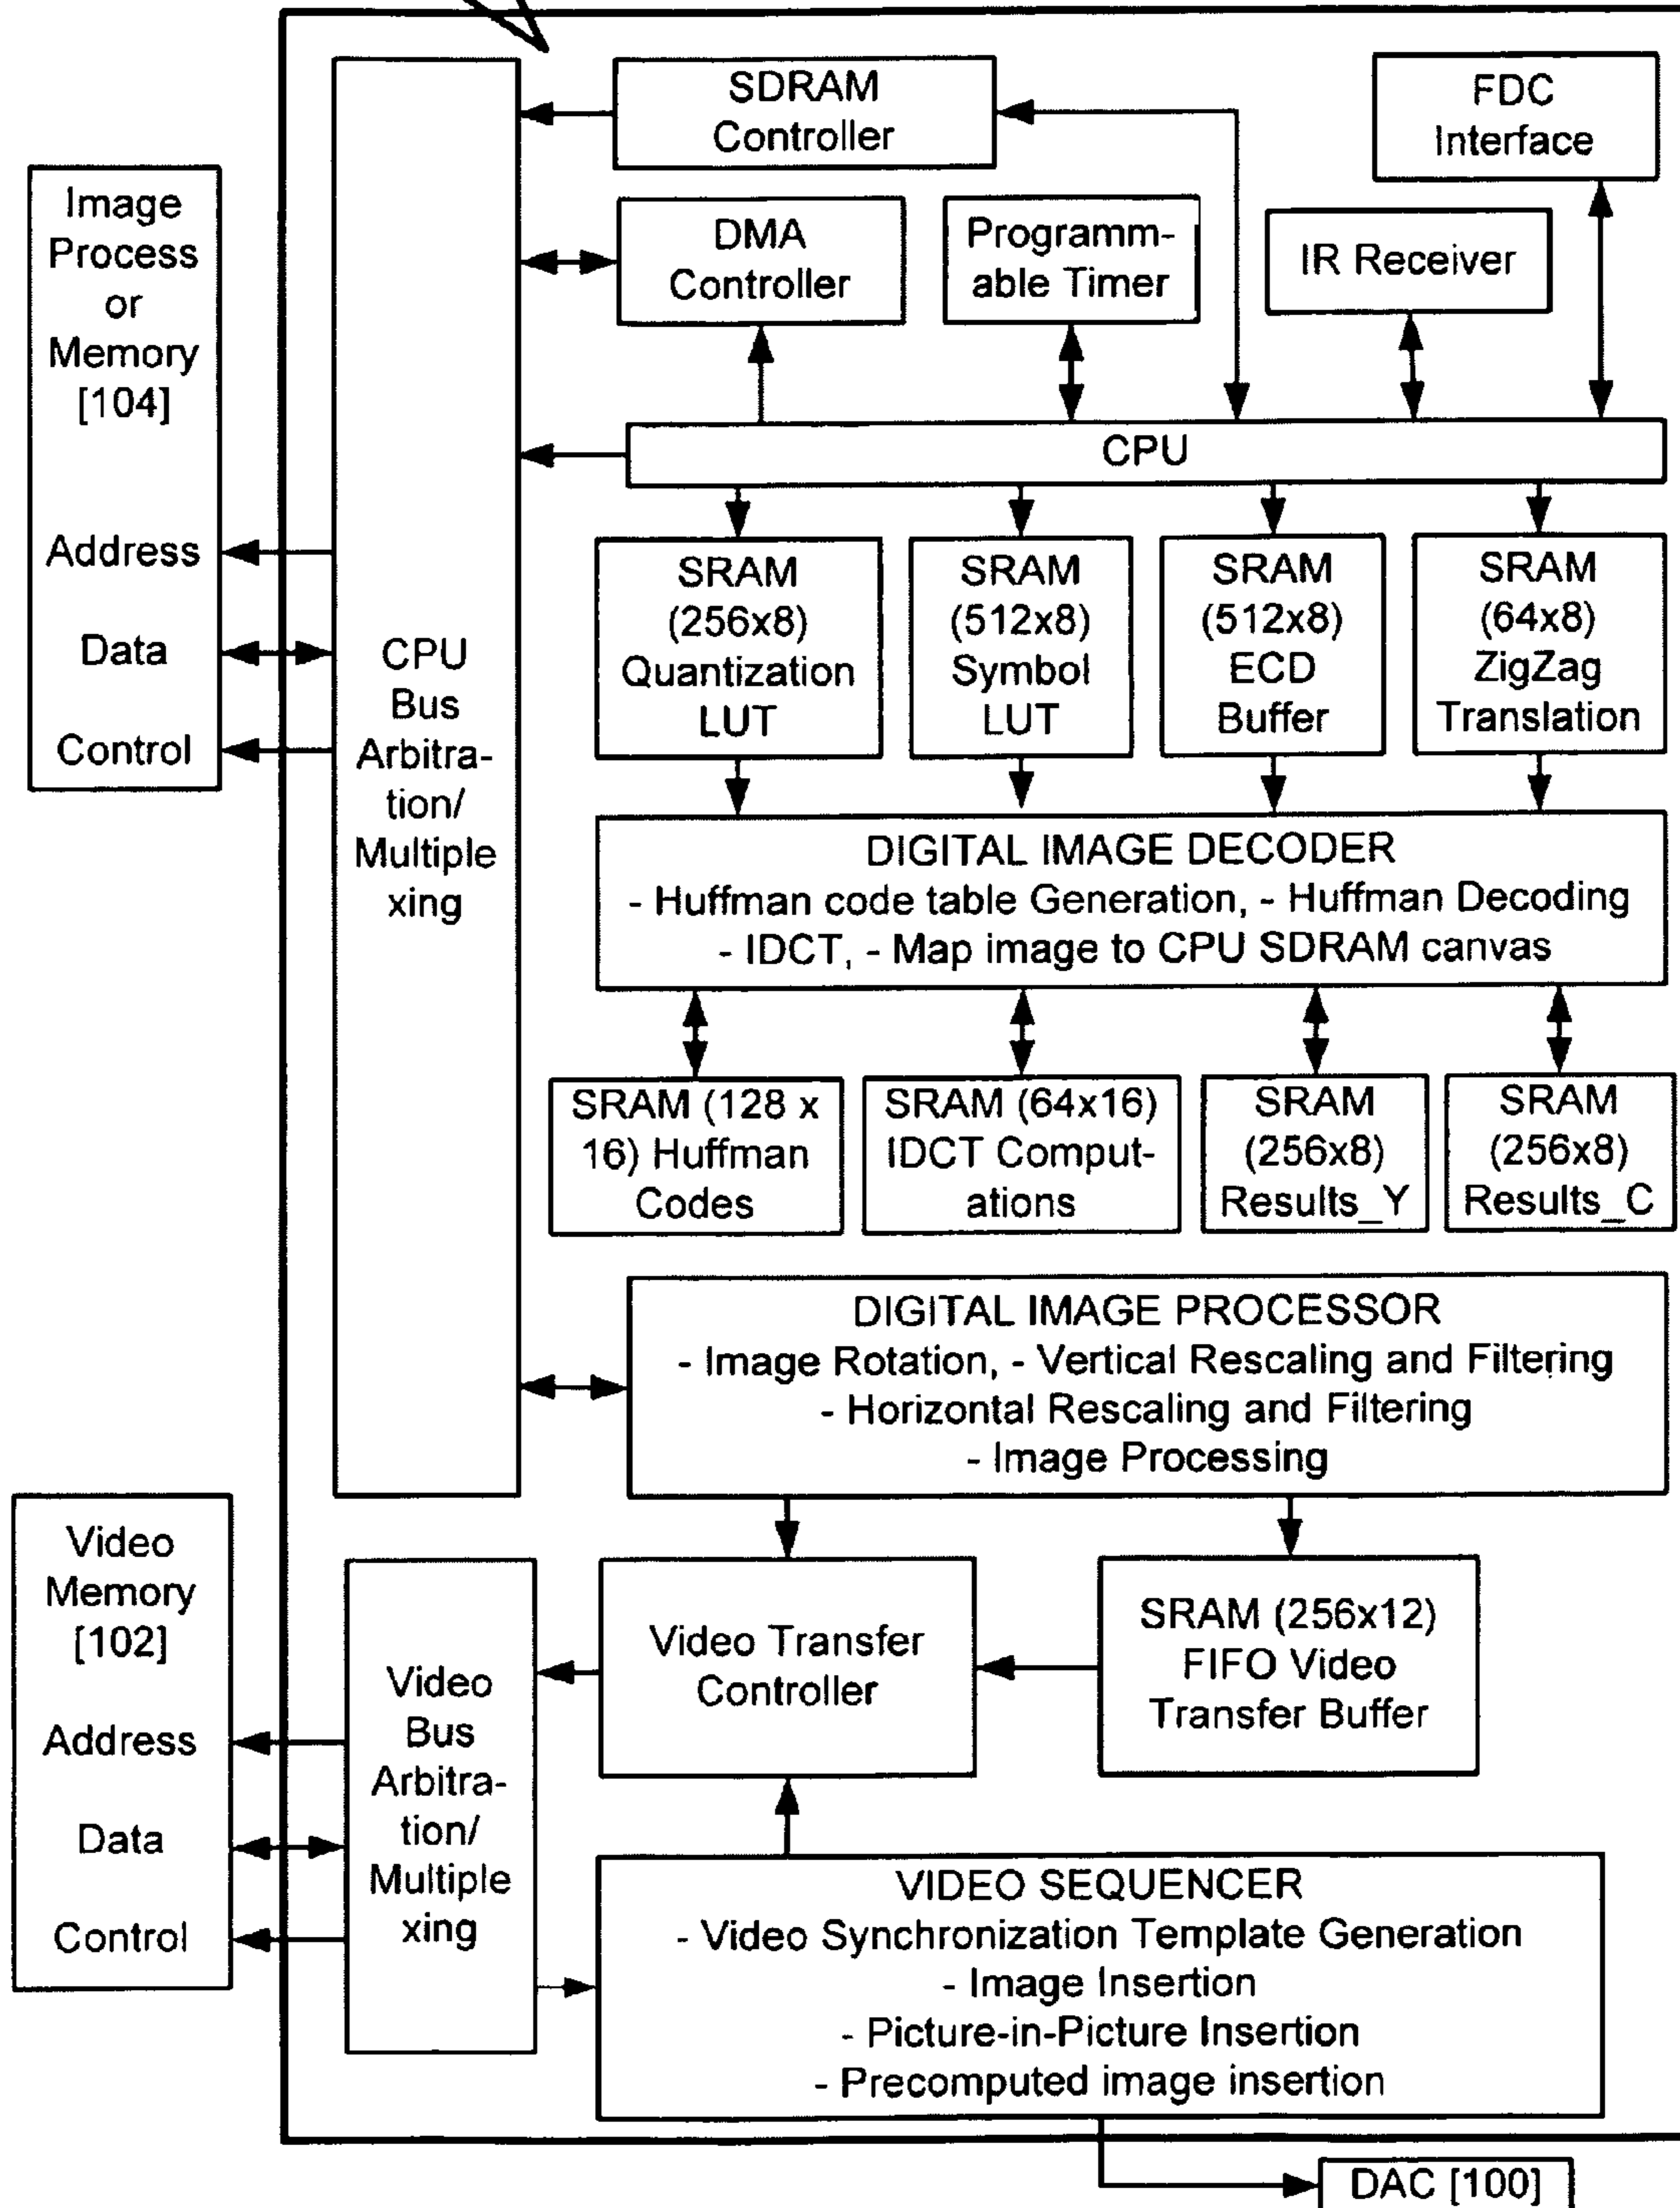 SDRAM
Controller
FDC
Interface
Image
Process
or
Memory
[104]
Address
Data
Control
DMA
Controller
Programm-
able Timer
IR Receiver
CPU
CPU
Bus
Arbitra-
tion/
Multiple
xing
SRAM
(256x8)
Quantization
LUT
SRAM
(512x8)
Symbol
LUT
SRAM
(512x8)
ECD
Buffer
SRAM
(64x8)
ZigZag
Translation
DIGITAL IMAGE DECODER
- Huffman code table Generation, - Huffman Decoding
- IDCT, - Map image to CPU SDRAM canvas
SRAM (128 x
16) Huffman
Codes
SRAM (64x16)
IDCT Comput-
ations
SRAM
(256x8)
Results_Y
SRAM
(256x8)
Results_C
DIGITAL IMAGE PROCESSOR
- Image Rotation, - Vertical Rescaling and Filtering
- Horizontal Rescaling and Filtering
- Image Processing
Video
Memory
[102]
Address
Data
Control
Video
Bus
Arbitra-
tion/
Multiple
xing
Video Transfer
Controller
SRAM (256x12)
FIFO Video
Transfer Buffer
VIDEO SEQUENCER
- Video Synchronization Template Generation
- Image Insertion
- Picture-in-Picture Insertion
- Precomputed image insertion
DAC [100]